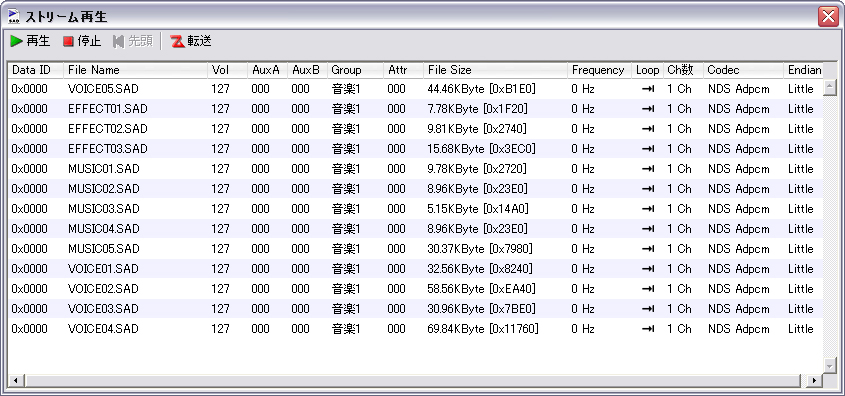 ストリーム再生
再生 停止 先頭 転送
Data ID File Name Vol AuxA AuxB Group Attr File Size Frequency Loop Ch数 Codec Endian
0x0000 VOICE05.SAD 127 000 000 音楽1 000 44.46KByte [0xB1E0] 0 Hz 1 Ch NDS Adpcm Little
0x0000 EFFECT01.SAD 127 000 000 音楽1 000 7.78KByte [0x1F20] 0 Hz 1 Ch NDS Adpcm Little
0x0000 EFFECT02.SAD 127 000 000 音楽1 000 9.81KByte [0x2740] 0 Hz 1 Ch NDS Adpcm Little
0x0000 EFFECT03.SAD 127 000 000 音楽1 000 15.68KByte [0x3EC0] 0 Hz 1 Ch NDS Adpcm Little
0x0000 MUSIC01.SAD 127 000 000 音楽1 000 9.78KByte [0x2720] 0 Hz 1 Ch NDS Adpcm Little
0x0000 MUSIC02.SAD 127 000 000 音楽1 000 8.96KByte [0x23E0] 0 Hz 1 Ch NDS Adpcm Little
0x0000 MUSIC03.SAD 127 000 000 音楽1 000 5.15KByte [0x14A0] 0 Hz 1 Ch NDS Adpcm Little
0x0000 MUSIC04.SAD 127 000 000 音楽1 000 8.96KByte [0x23E0] 0 Hz 1 Ch NDS Adpcm Little
0x0000 MUSIC05.SAD 127 000 000 音楽1 000 30.37KByte [0x7980] 0 Hz 1 Ch NDS Adpcm Little
0x0000 VOICE01.SAD 127 000 000 音楽1 000 32.56KByte [0x8240] 0 Hz 1 Ch NDS Adpcm Little
0x0000 VOICE02.SAD 127 000 000 音楽1 000 58.56KByte [0xEA40] 0 Hz 1 Ch NDS Adpcm Little
0x0000 VOICE03.SAD 127 000 000 音楽1 000 30.96KByte [0x7BE0] 0 Hz 1 Ch NDS Adpcm Little
0x0000 VOICE04.SAD 127 000 000 音楽1 000 69.84KByte [0x11760] 0 Hz 1 Ch NDS Adpcm Little